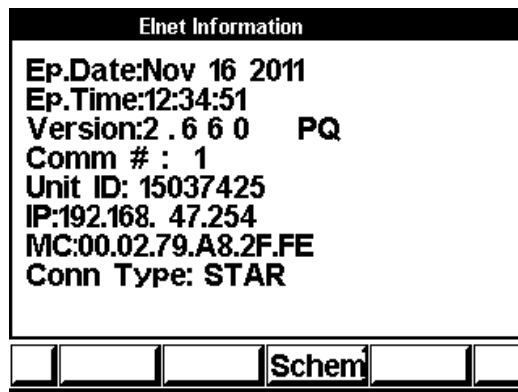 Elnet Information
Ep.Date:Nov 16 2011
Ep.Time:12:34:51
Version:2 . 6 6 0 PQ
Comm # : 1
Unit ID: 15037425
IP:192.168. 47.254
MC:00.02.79.A8.2F.FE
Conn Type: STAR
Schem